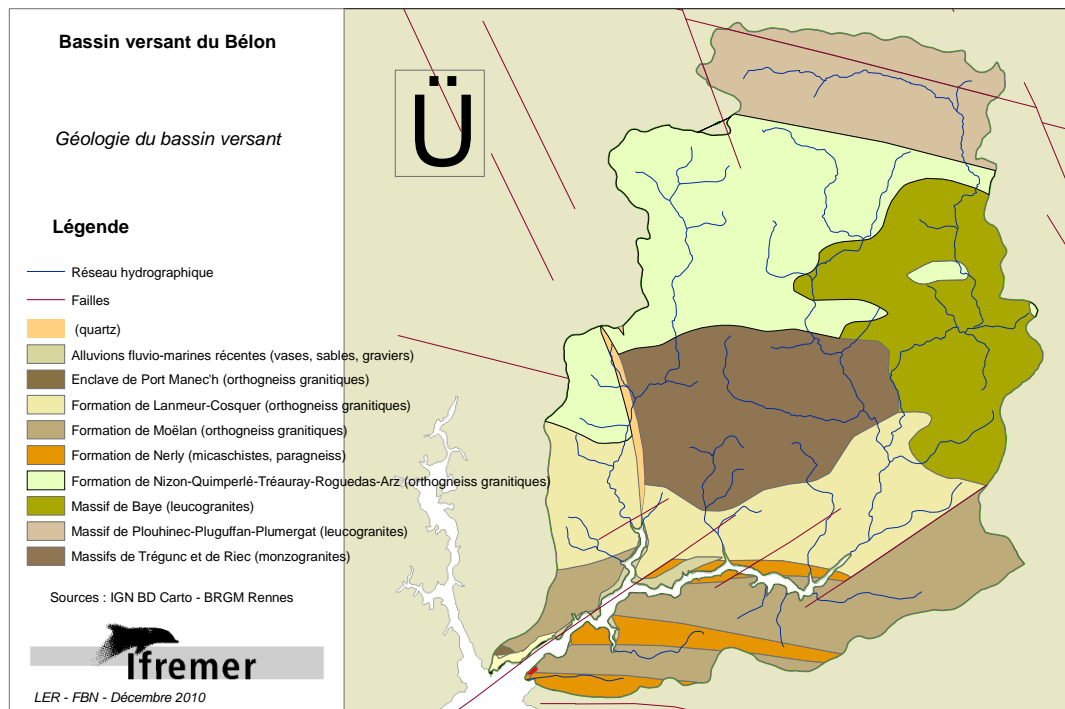 Bassin versant du Bélon
Géologie du bassin versant
Ü
Légende
Réseau hydrographique
Failles
(quartz)
Alluvions fluvio-marines récentes (vases, sables, graviers)
Enclave de Port Manec'h (orthogneiss granitiques)
Formation de Lanmeur-Cosquer (orthogneiss granitiques)
Formation de Moëlan (orthogneiss granitiques)
Formation de Nerly (micaschistes, paragneiss)
Formation de Nizon-Quimperlé-Tréauray-Roguedas-Arz (orthogneiss granitiques)
Massif de Baye (leucogranites)
Massif de Plouhinec-Pluguffan-Plumergat (leucogranites)
Massifs de Trégunc et de Riec (monzogranites)
Sources : IGN BD Carto - BRGM Rennes
Ifremer
LER - FBN - Décembre 2010